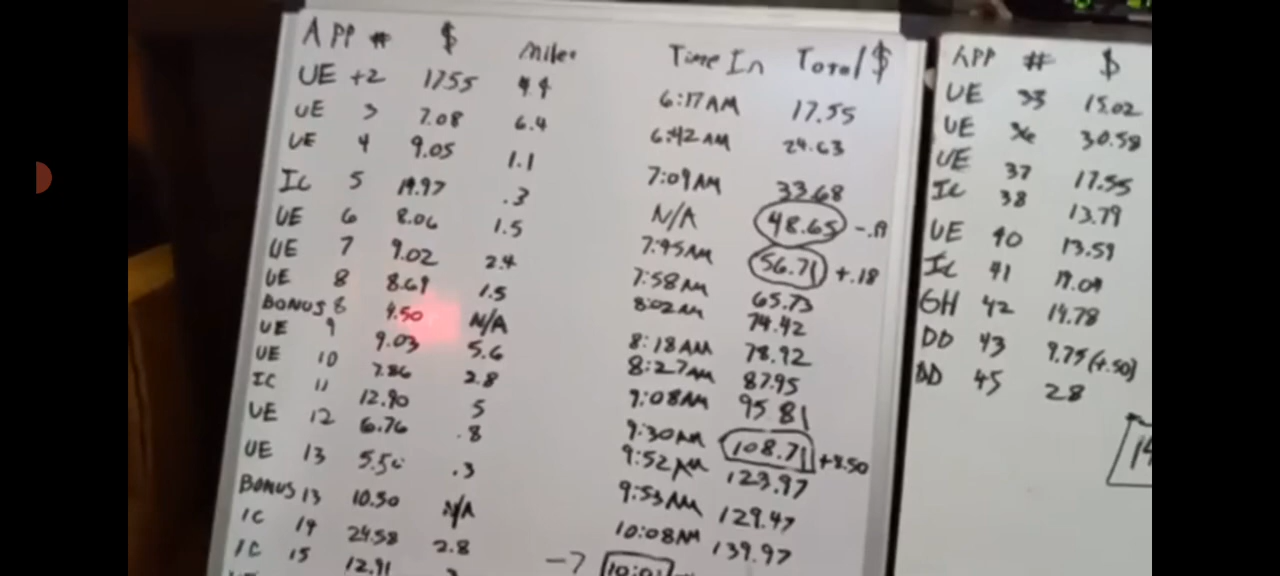 APP # $ Miles Time In Total $
UE +2 17.55 4.4 6:17AM 17.55
UE 3 7.08 6.4 6:42AM 24.63
UE 4 9.05 1.1 7:09AM 33.68
IC 5 14.97 .3 N/A 48.65
UE 6 8.06 1.5 7:45AM 56.71 +.18
UE 7 9.02 2.4 7:58AM 65.73
UE 8 8.69 1.5 8:02AM 74.42
BONUS 8 4.50 N/A 78.92
UE 9 9.03 5.6 8:18AM 87.95
UE 10 7.86 2.8 8:27AM 95.81
IC 11 12.90 5 9:08AM 108.71 +8.50
UE 12 6.76 .8 9:30AM 123.97
UE 13 5.50 .3 9:52AM 129.47
BONUS 13 10.50 N/A 9:53AM 139.97
IC 14 24.58 2.8 10:08AM
IC 15 12.91 -7
APP # $
UE 15.02
UE 36 30.58
UE 37 17.55
IC 38 13.79
UE 40 13.59
IC 41
GH 42 14.78
DD 43 9.75 (+.50)
DD 45 28